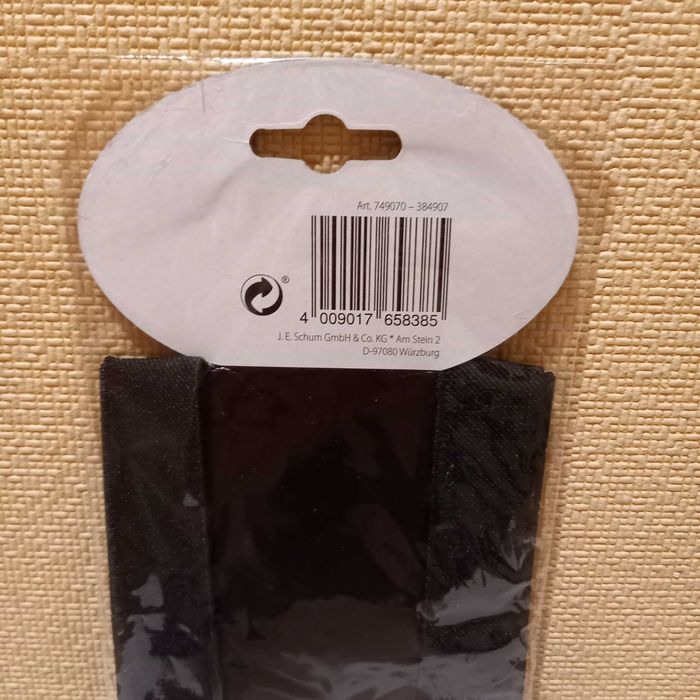 Art. 749070 – 384907
®
4 009017 658385
J. E. Schum GmbH & Co. KG * Am Stein 2
D-97080 Würzburg